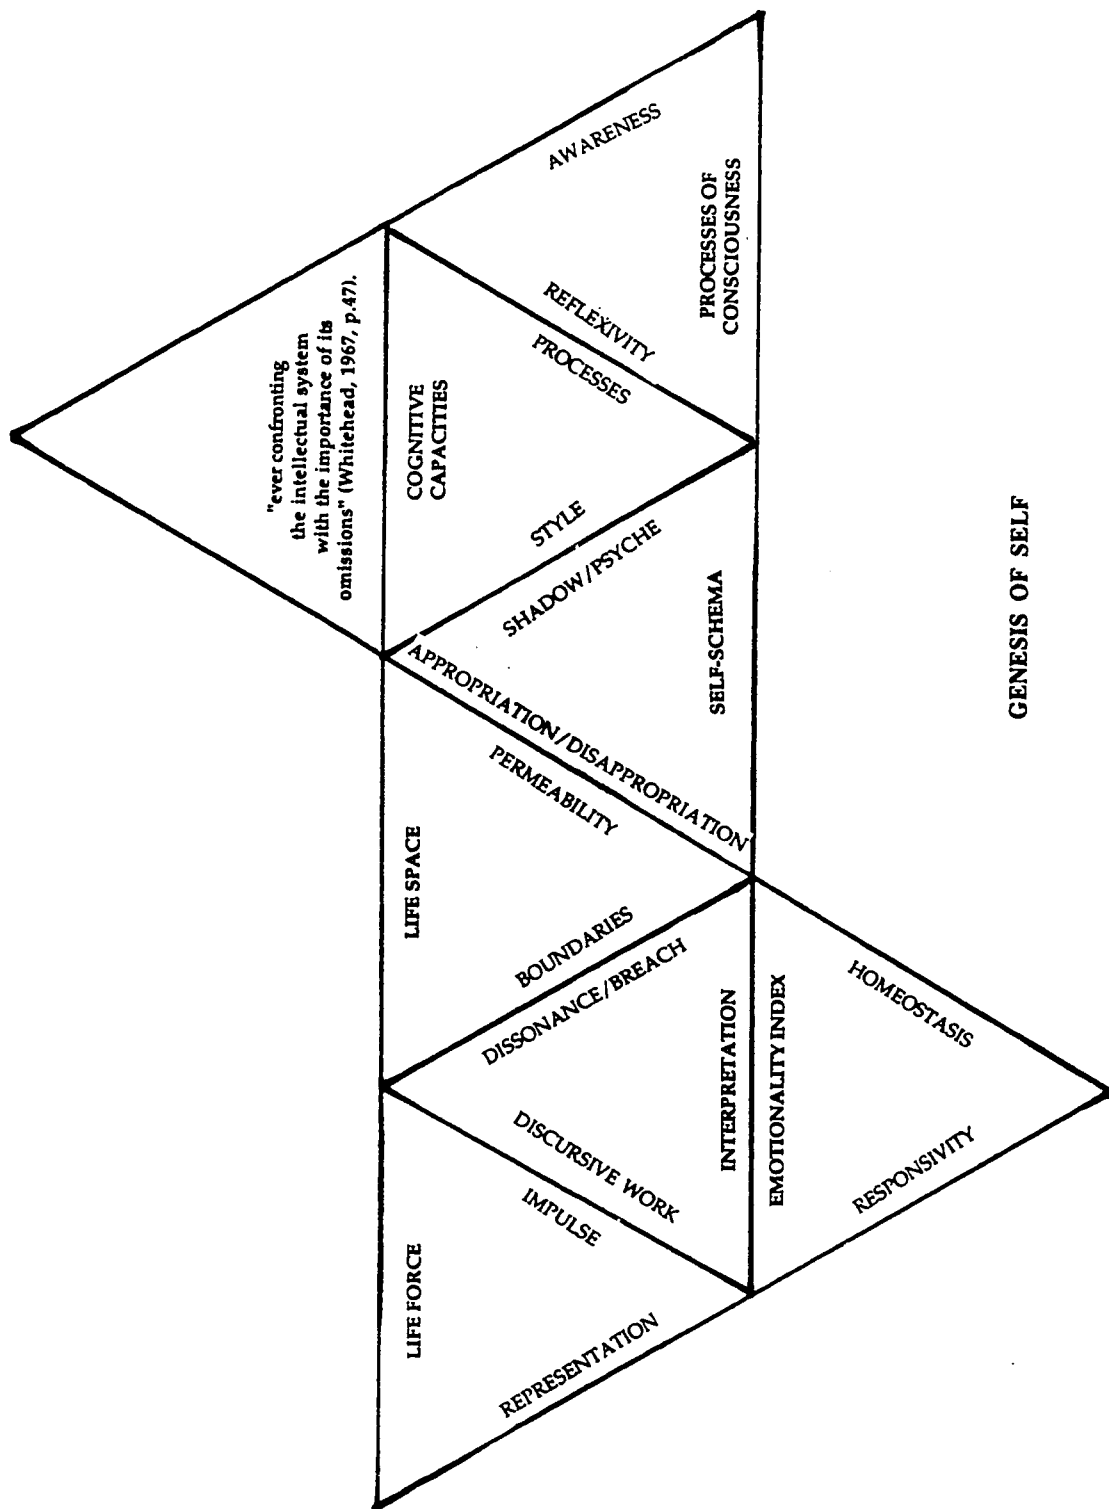 "ever confronting
the intellectual system
with the importance of its
omissions" (Whitehead, 1967, p.47).
LIFE FORCE
REPRESENTATION
IMPULSE
DISCURSIVE WORK
DISSONANCE/BREACH
INTERPRETATION
EMOTIONALITY INDEX
RESPONSIVITY
HOMEOSTASIS
LIFE SPACE
BOUNDARIES
PERMEABILITY
APPROPRIATION/DISAPPROPRIATION
SHADOW/PSYCHE
SELF-SCHEMA
COGNITIVE
CAPACITIES
STYLE
PROCESSES
REFLEXIVITY
AWARENESS
PROCESSES OF
CONSCIOUSNESS
GENESIS OF SELF